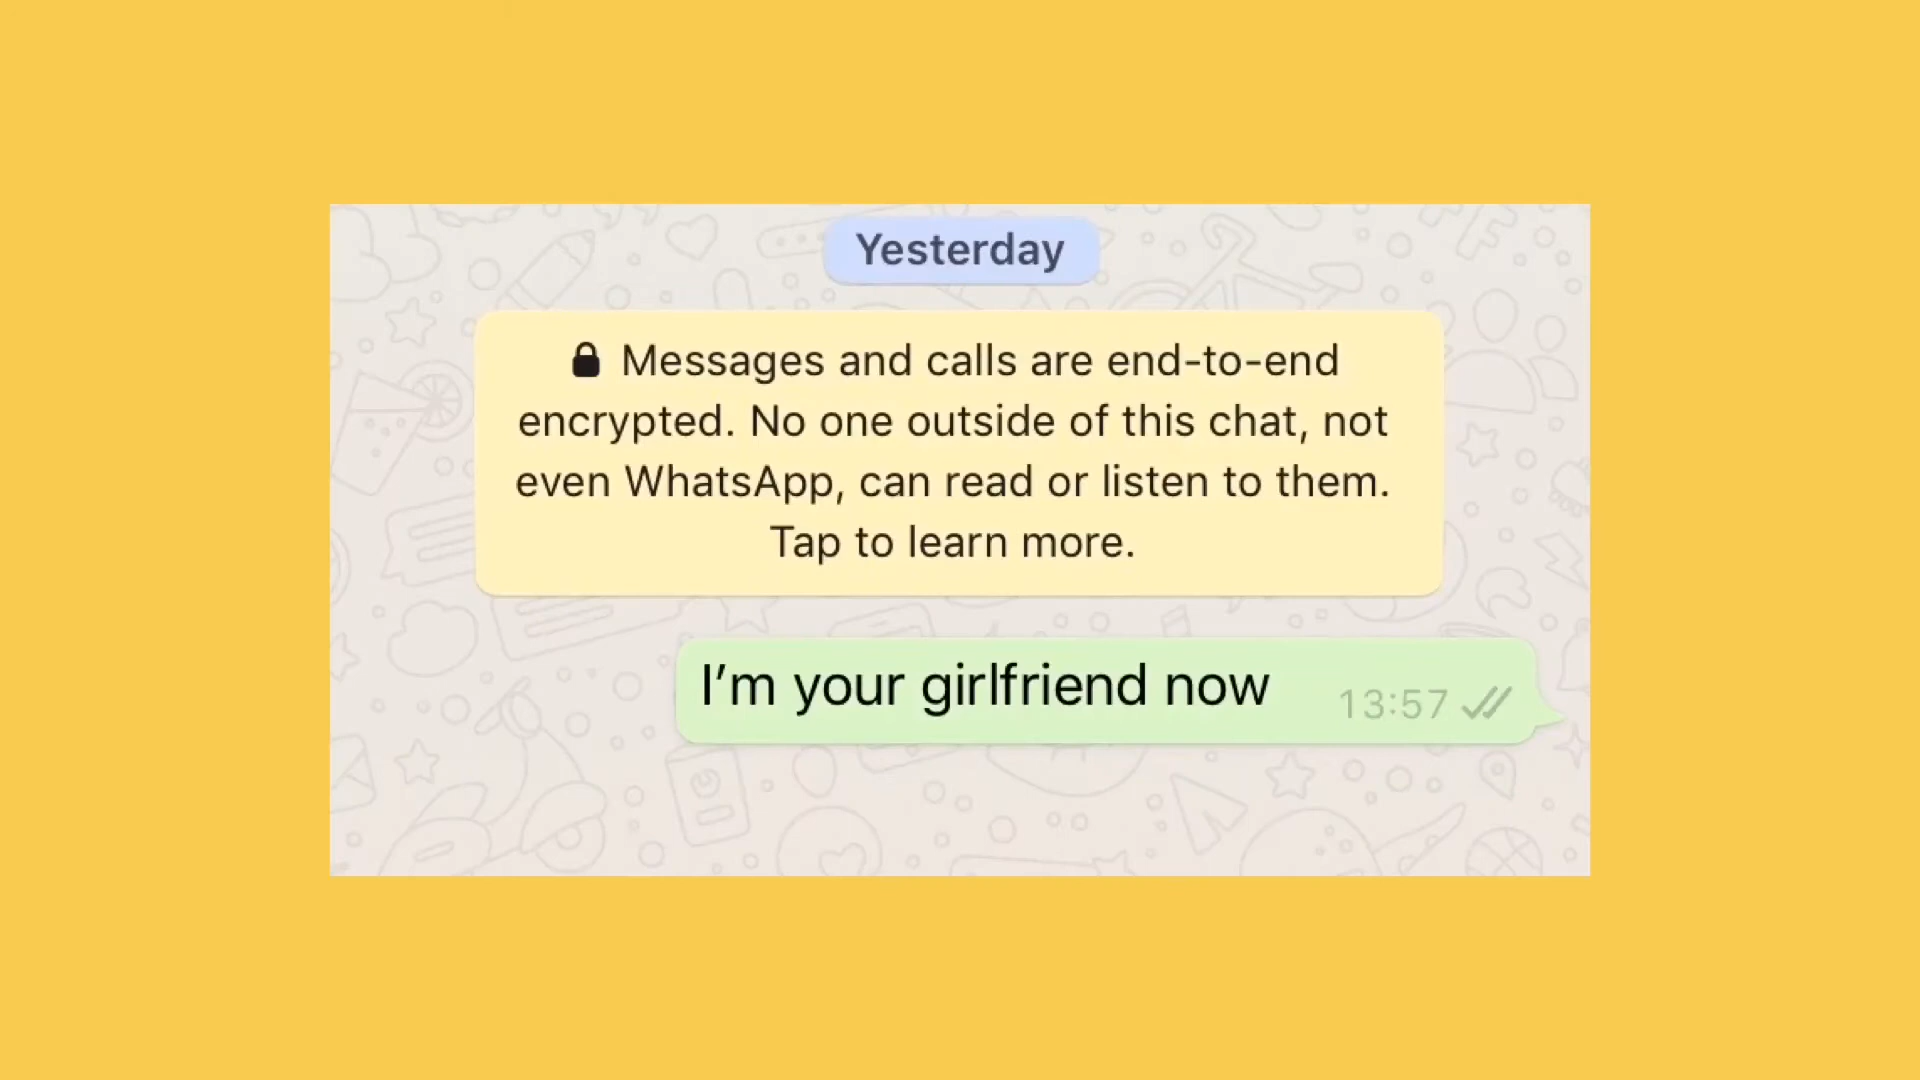 Yesterday
Messages and calls are end-to-end
encrypted. No one outside of this chat, not
even WhatsApp, can read or listen to them.
Tap to learn more.
I’m your girlfriend now
13:57